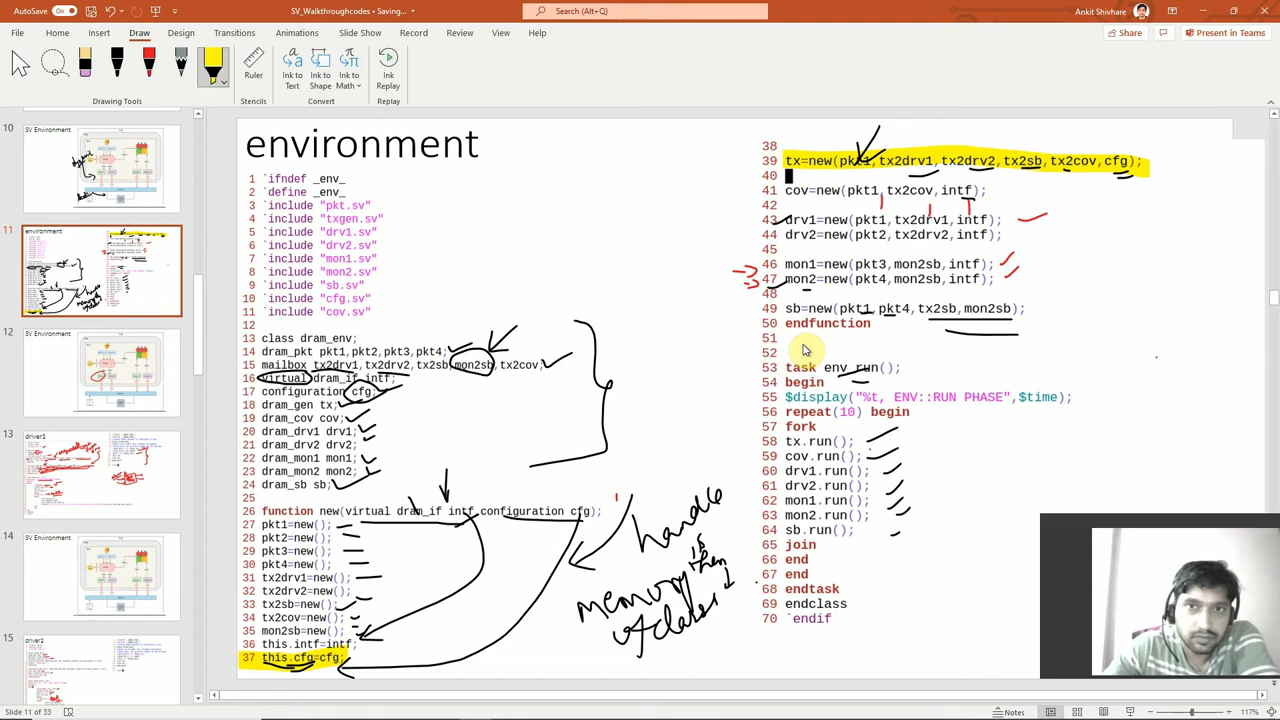 AutoSave On
SV_Walkthroughcodes • Saving...
Search (Alt+Q)
Ankit Shivhare
File Home Insert Draw Design Transitions Animations Slide Show Record Review View Help
Share
Present in Teams
Ruler
Ink to Text
Ink to Shape
Ink to Math
Ink Replay
Drawing Tools
Stencils
Convert
Replay
10
SV Environment
11
environment
12
SV Environment
13
driver1
14
SV Environment
15
driver2
environment
1 `ifndef _env_
2 `define _env_
3 `include "pkt.sv"
4 `include "txgen.sv"
5 `include "drv1.sv"
6 `include "drv2.sv"
7 `include "mon1.sv"
8 `include "mon2.sv"
9 `include "sb.sv"
10 `include "cfg.sv"
11 `include "cov.sv"
12
13 class dram_env;
14 dram_pkt pkt1,pkt2,pkt3,pkt4;
15 mailbox tx2drv1,tx2drv2,tx2sb,mon2sb,tx2cov;
16 virtual dram_if intf;
17 configuration cfg;
18 dram_gen tx;
19 dram_cov cov;
20 dram_drv1 drv1;
21 dram_drv2 drv2;
22 dram_mon1 mon1;
23 dram_mon2 mon2;
24 dram_sb sb;
25
26 function new(virtual dram_if intf,configuration cfg);
27 pkt1=new();
28 pkt2=new();
29 pkt3=new();
30 pkt4=new();
31 tx2drv1=new();
32 tx2drv2=new();
33 tx2sb=new();
34 tx2cov=new();
35 mon2sb=new();
36 this.intf=intf;
37 this.cfg=cfg;
handle
is
then
memory
of class
38
39 tx=new(pkt1,tx2drv1,tx2drv2,tx2sb,tx2cov,cfg);
40
41 cov=new(pkt1,tx2cov,intf);
42
43 drv1=new(pkt1,tx2drv1,intf);
44 drv2=new(pkt2,tx2drv2,intf);
45
46 mon1=new(pkt3,mon2sb,intf);
47 mon2=new(pkt4,mon2sb,intf);
48
49 sb=new(pkt1,pkt4,tx2sb,mon2sb);
50 endfunction
51
52
53 task env_run();
54 begin
55 $display("%t, ENV::RUN PHASE",$time);
56 repeat(10) begin
57 fork
58 tx.run();
59 cov.run();
60 drv1.run();
61 drv2.run();
62 mon1.run();
63 mon2.run();
64 sb.run();
65 join
66 end
67 end
68 endtask
69 endclass
70 `endif
Slide 11 of 33
Notes
117%